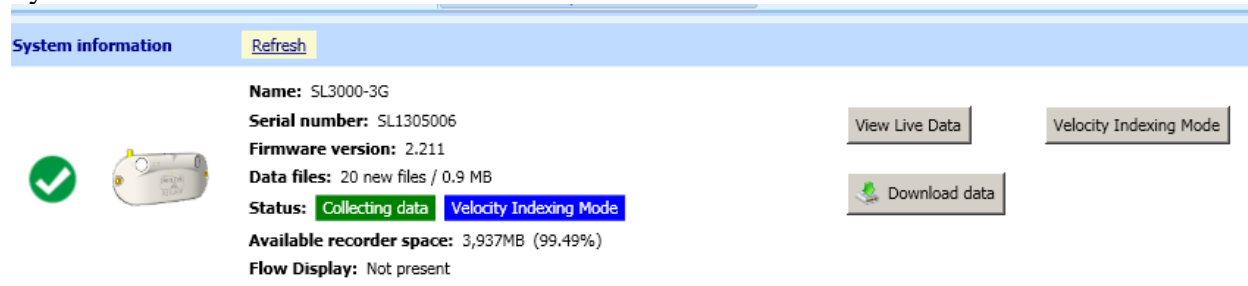 System information
Refresh
Name: SL3000-3G
Serial number: SL1305006
Firmware version: 2.211
Data files: 20 new files / 0.9 MB
Status: Collecting data Velocity Indexing Mode
Available recorder space: 3,937MB (99.49%)
Flow Display: Not present
View Live Data
Velocity Indexing Mode
Download data